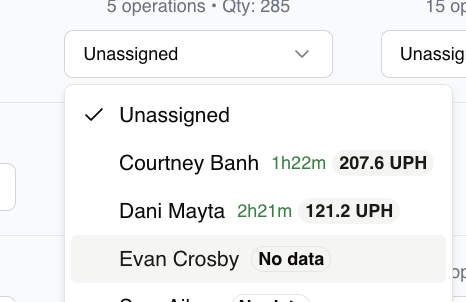 5 operations • Qty: 285
15 op
Unassigned
Unassig
Unassigned
Courtney Banh 1h22m 207.6 UPH
Dani Mayta 2h21m 121.2 UPH
Evan Crosby No data
op